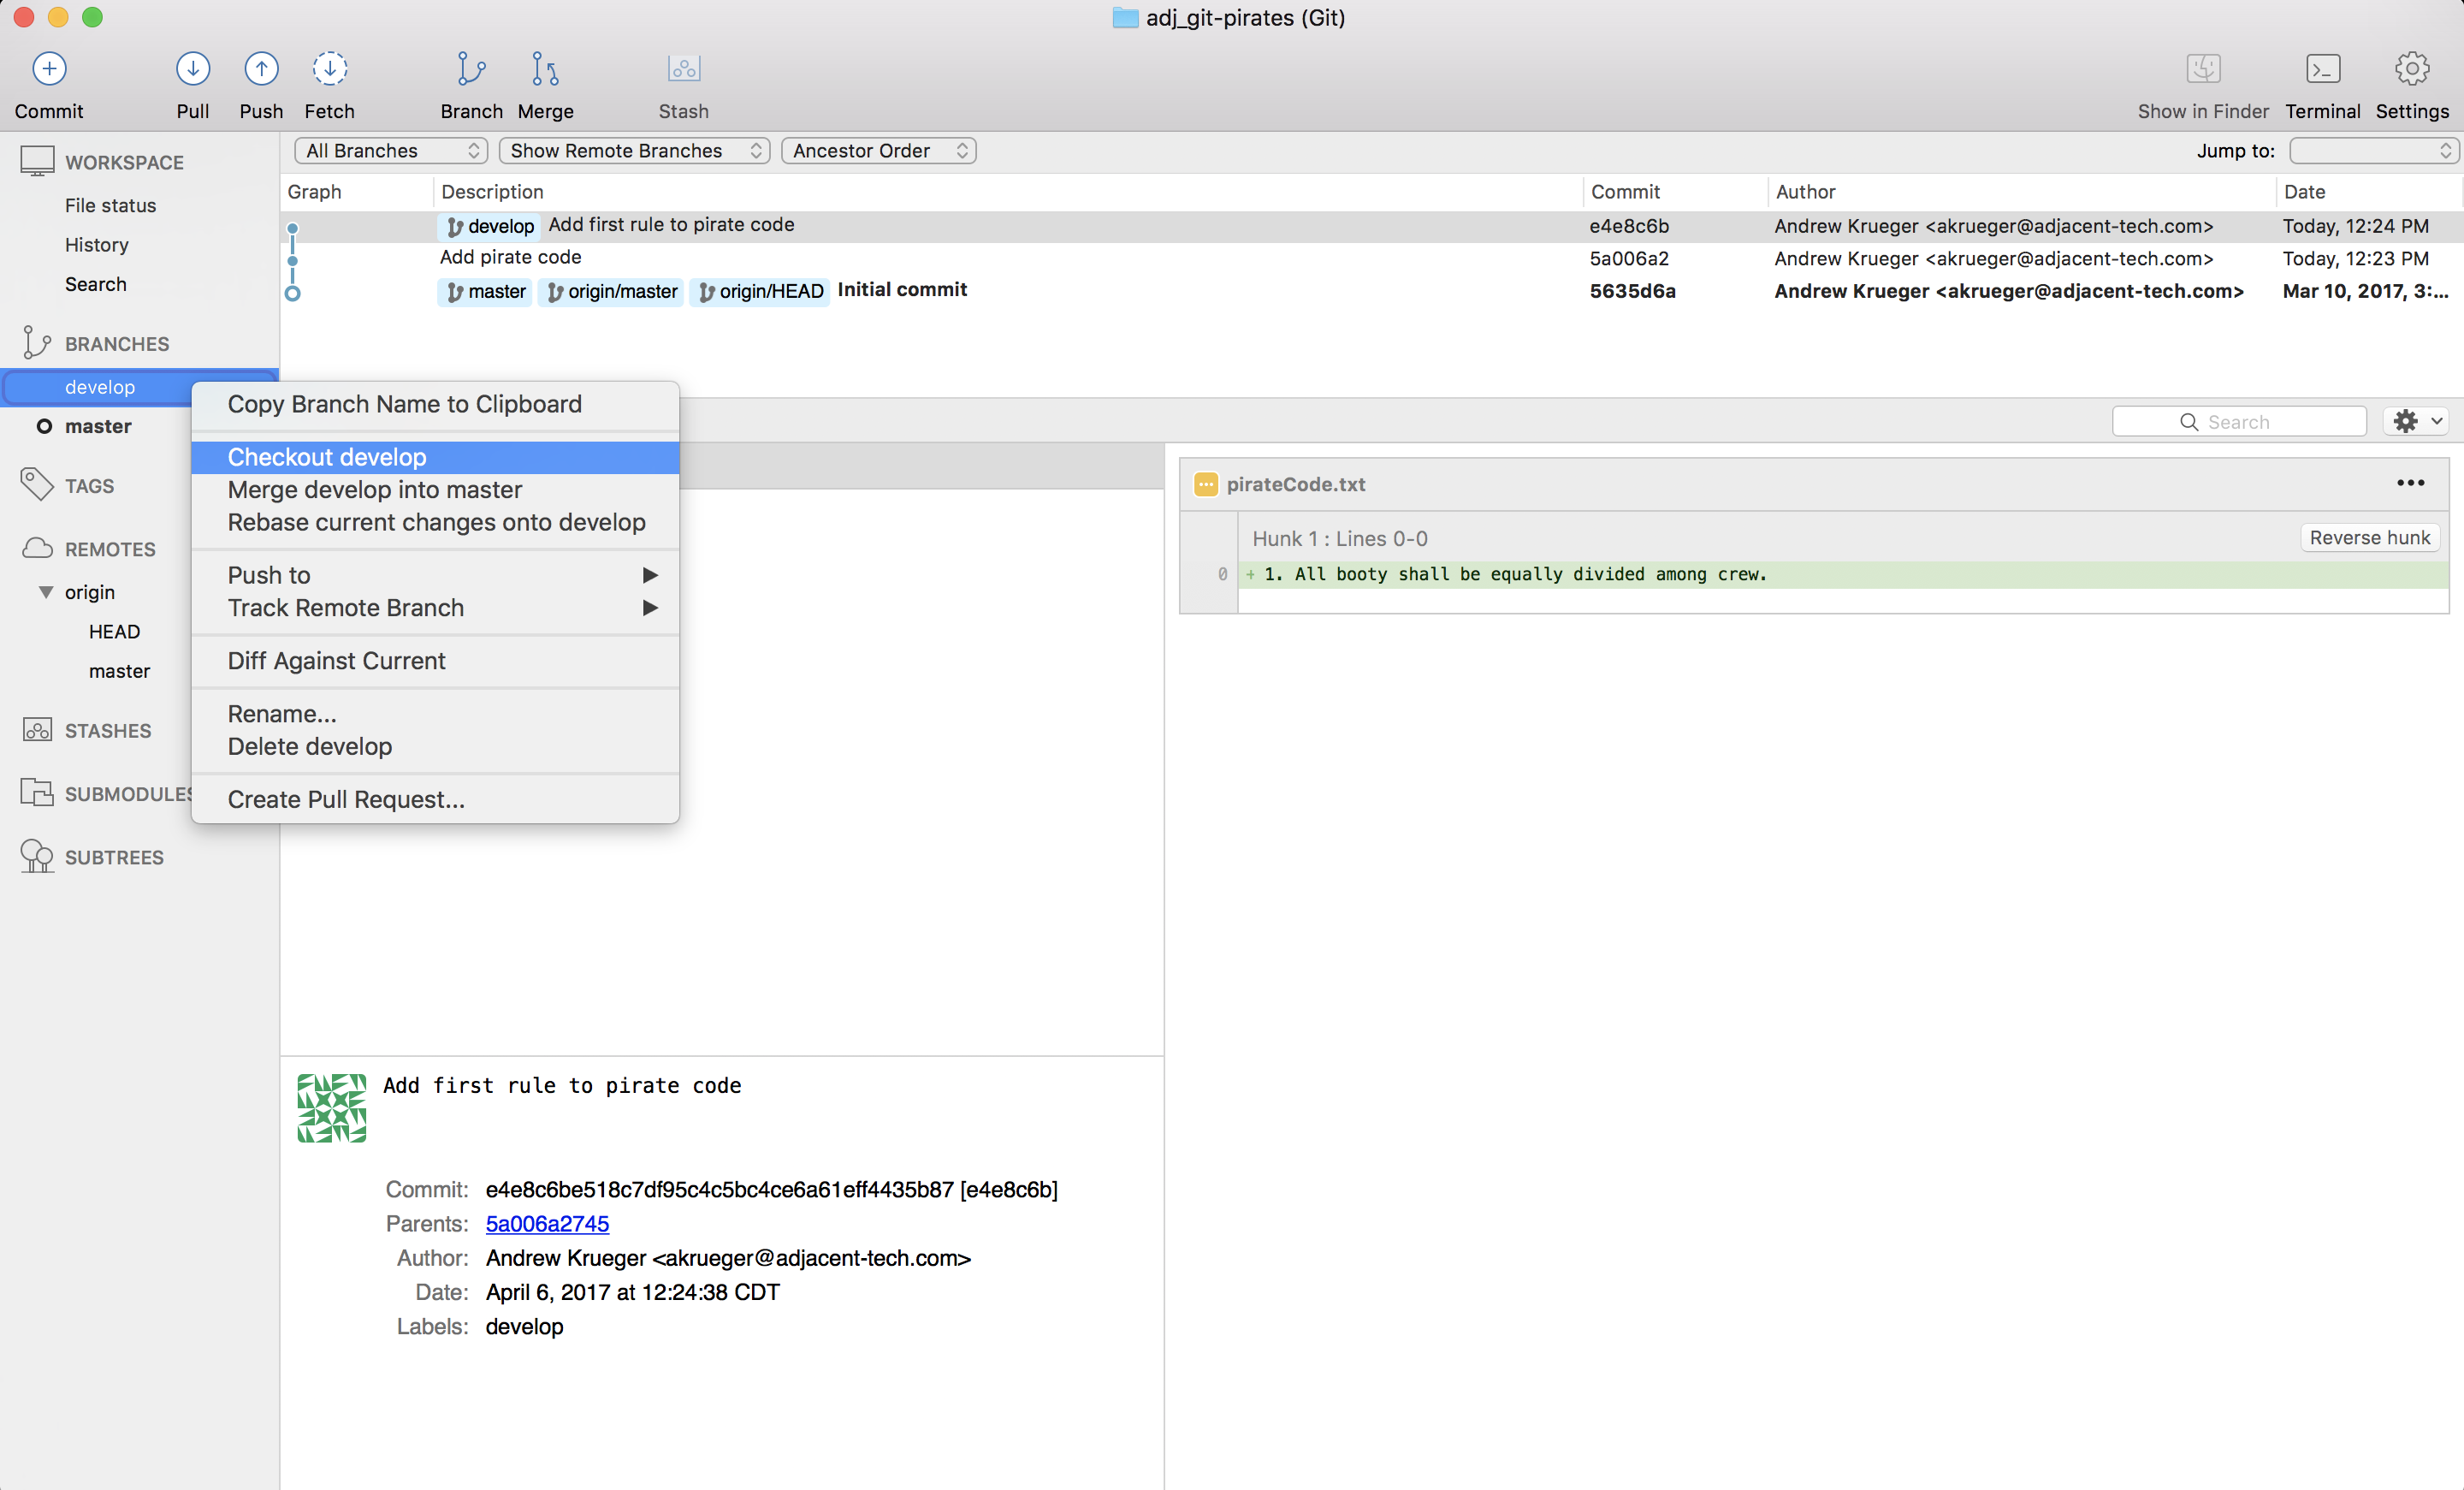 adj_git-pirates (Git)
Commit Pull Push Fetch Branch Merge Stash Show in Finder Terminal Settings
WORKSPACE
File status
History
Search
BRANCHES
develop
master
TAGS
REMOTES
origin
HEAD
master
STASHES
SUBMODULES
SUBTREES
All Branches Show Remote Branches Ancestor Order Jump to:
Graph Description Commit Author Date
develop Add first rule to pirate code e4e8c6b Andrew Krueger <akrueger@adjacent-tech.com> Today, 12:24 PM
Add pirate code 5a006a2 Andrew Krueger <akrueger@adjacent-tech.com> Today, 12:23 PM
master origin/master origin/HEAD Initial commit 5635d6a Andrew Krueger <akrueger@adjacent-tech.com> Mar 10, 2017, 3:...
Copy Branch Name to Clipboard
Checkout develop
Merge develop into master
Rebase current changes onto develop
Push to
Track Remote Branch
Diff Against Current
Rename...
Delete develop
Create Pull Request...
Search
pirateCode.txt
Hunk 1 : Lines 0-0 Reverse hunk
0 + 1. All booty shall be equally divided among crew.
Add first rule to pirate code
Commit: e4e8c6be518c7df95c4c5bc4ce6a61eff4435b87 [e4e8c6b]
Parents: 5a006a2745
Author: Andrew Krueger <akrueger@adjacent-tech.com>
Date: April 6, 2017 at 12:24:38 CDT
Labels: develop